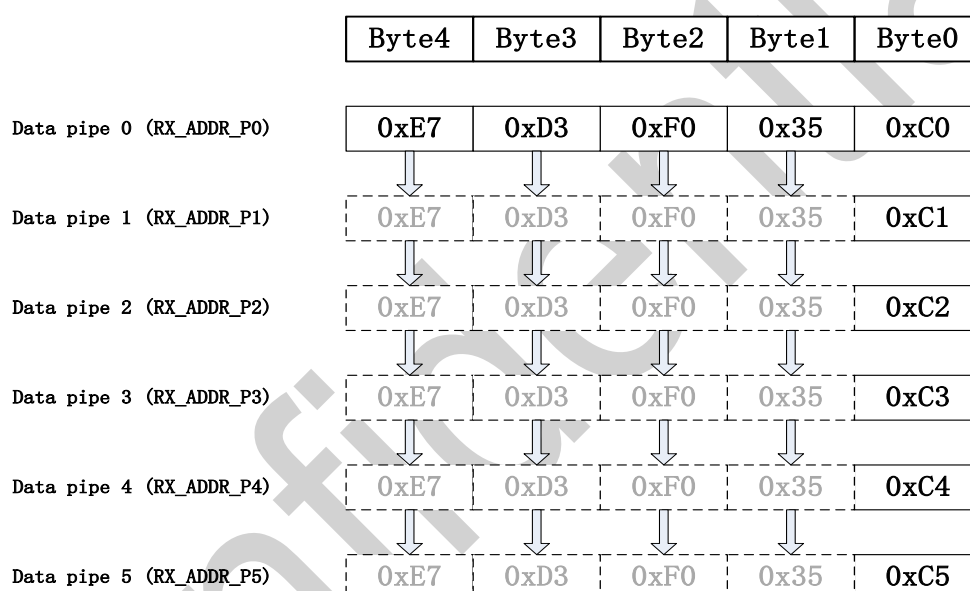 Byte4 Byte3 Byte2 Byte1 Byte0
Data pipe 0 (RX_ADDR_P0) 0xE7 0xD3 0xF0 0x35 0xC0
Data pipe 1 (RX_ADDR_P1) 0xE7 0xD3 0xF0 0x35 0xC1
Data pipe 2 (RX_ADDR_P2) 0xE7 0xD3 0xF0 0x35 0xC2
Data pipe 3 (RX_ADDR_P3) 0xE7 0xD3 0xF0 0x35 0xC3
Data pipe 4 (RX_ADDR_P4) 0xE7 0xD3 0xF0 0x35 0xC4
Data pipe 5 (RX_ADDR_P5) 0xE7 0xD3 0xF0 0x35 0xC5